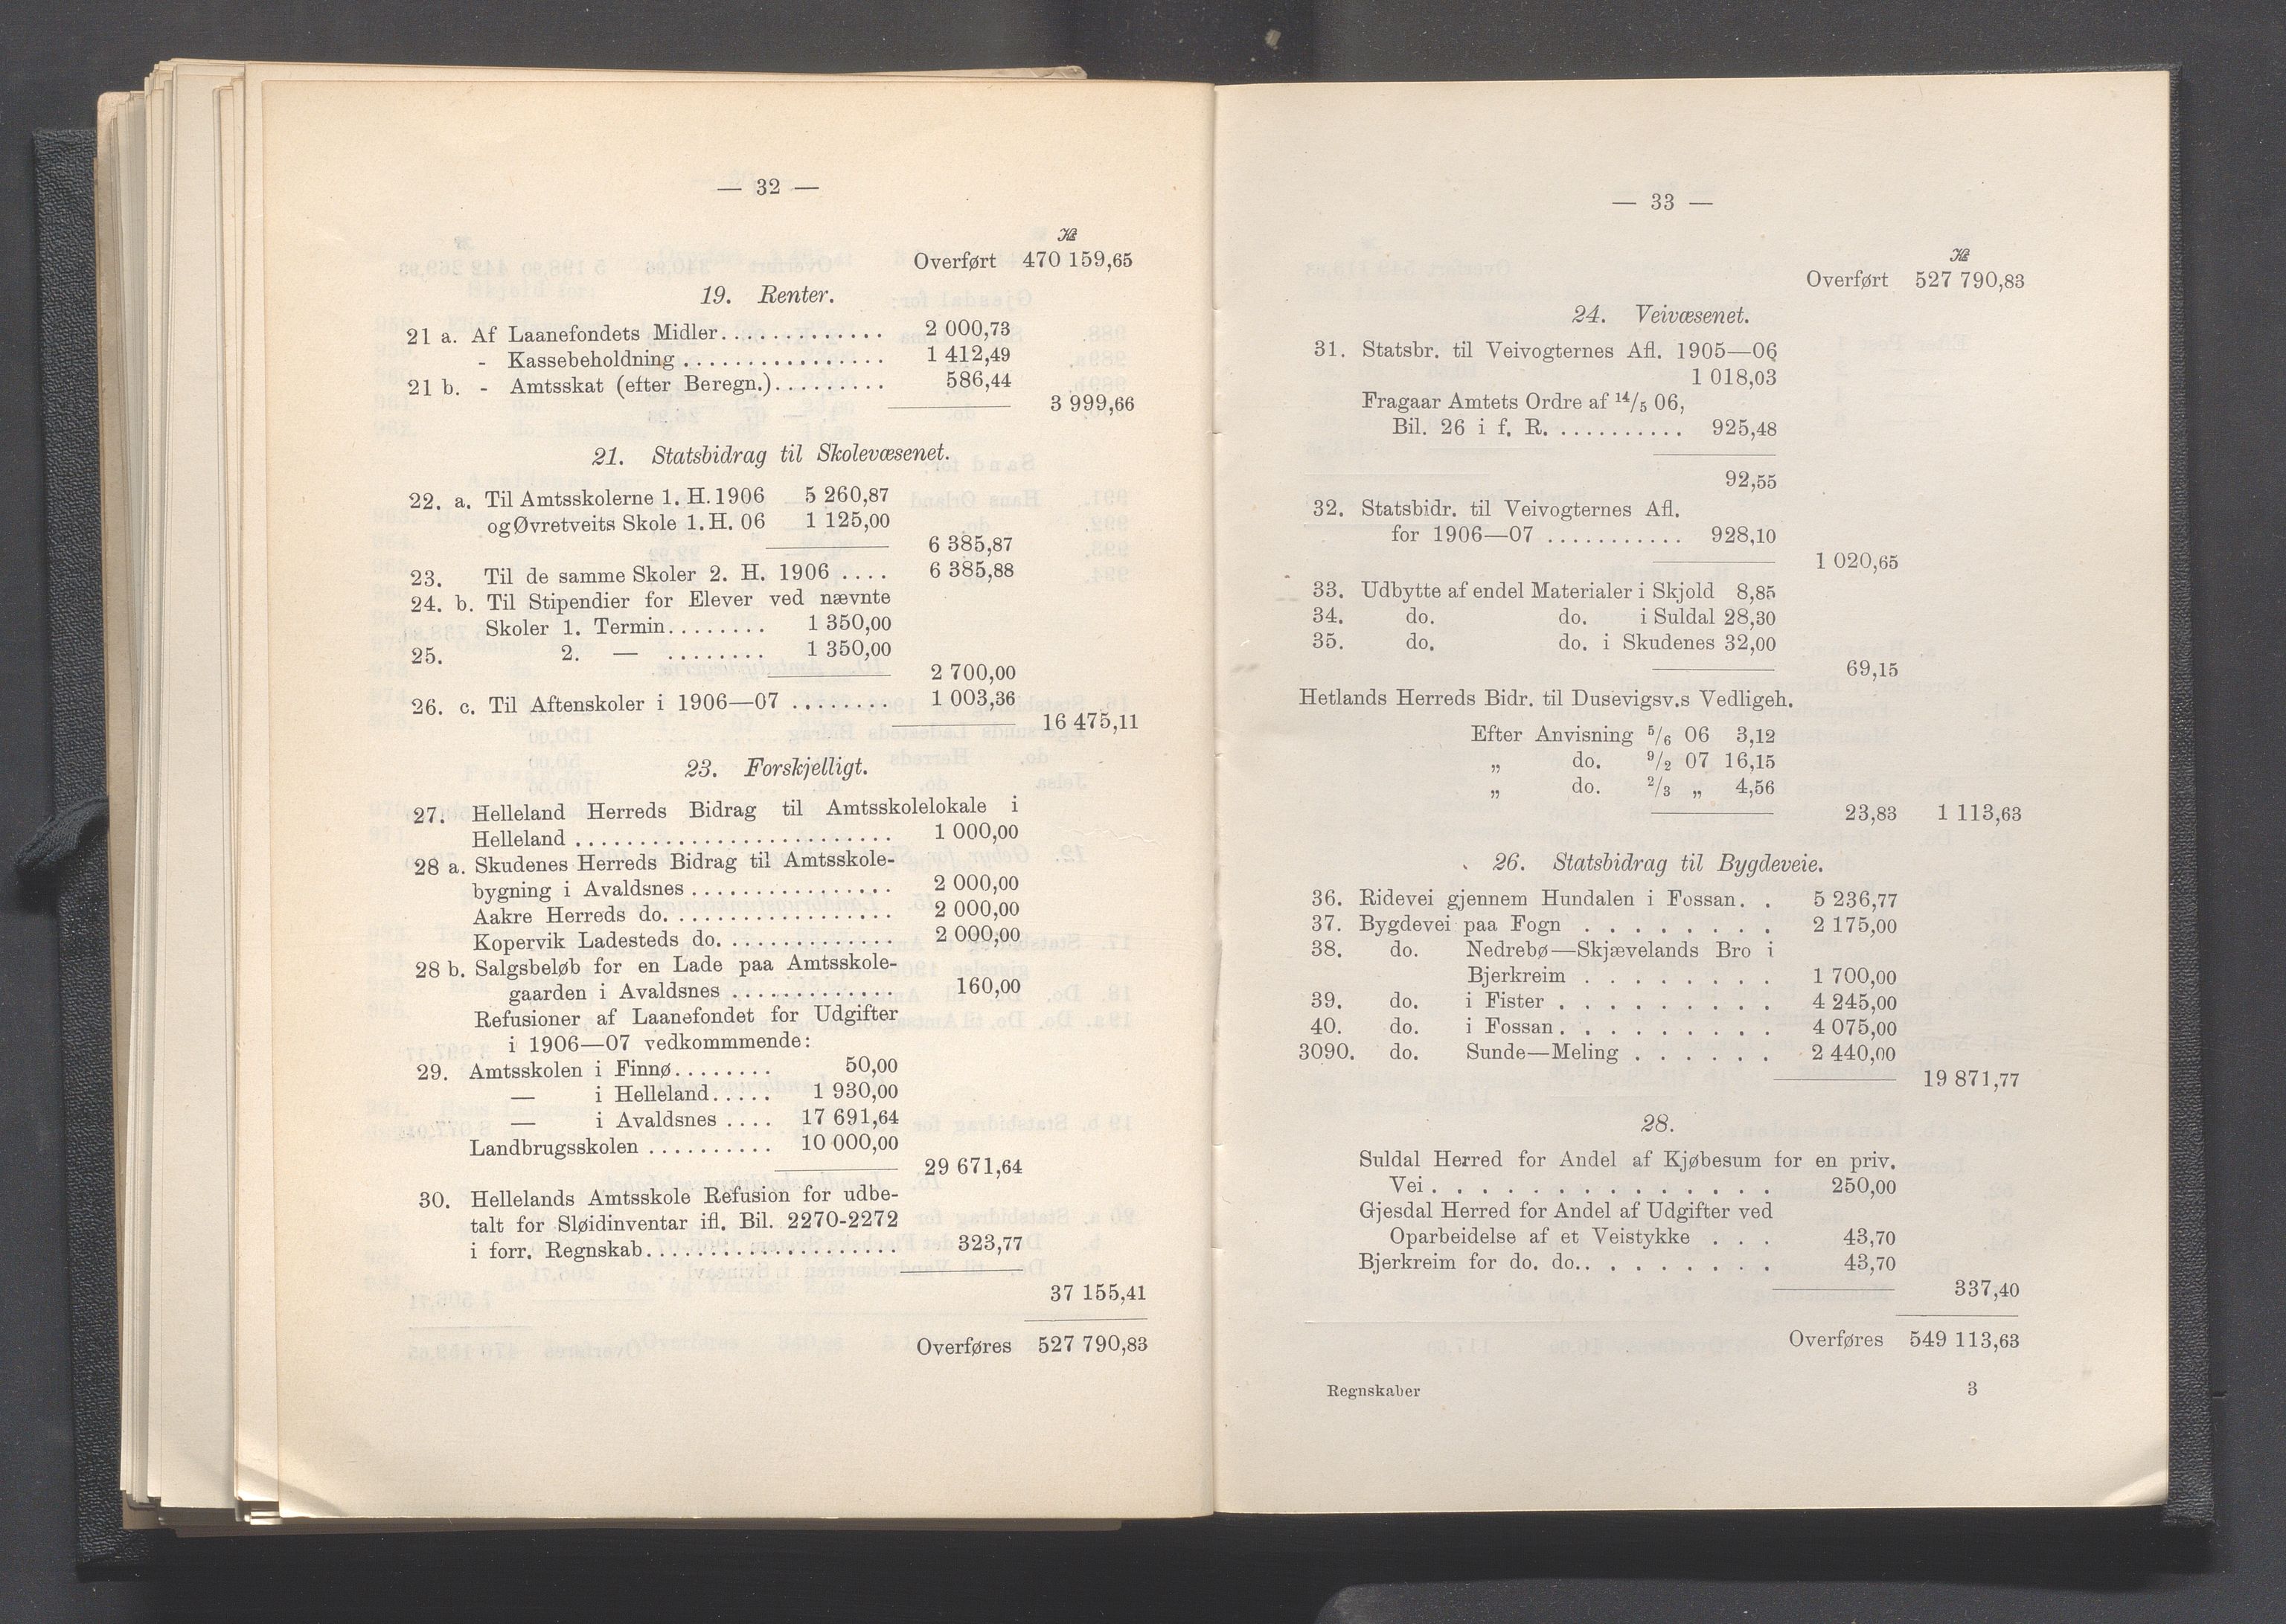 — 32 —
Kr.
Overført 470 159,65
19. Renter.
21 a. Af Laanefondets Midler............. 2 000,73
- Kassebeholdning................ 1 412,49
21 b. - Amtsskat (efter Beregn.)......... 586,44
3 999,66
21. Statsbidrag til Skolevæsenet.
22. a. Til Amtsskolerne 1. H. 1906 5 260,87
og Øvretveits Skole 1. H. 06 1 125,00
6 385,87
23. Til de samme Skoler 2. H. 1906 .... 6 385,88
24. b. Til Stipendier for Elever ved nævnte
Skoler 1. Termin........ 1 350,00
25. 2. — ........ 1 350,00
2 700,00
26. c. Til Aftenskoler i 1906—07 ........ 1 003,36
16 475,11
23. Forskjelligt.
27. Helleland Herreds Bidrag til Amtsskolelokale i
Helleland ......................... 1 000,00
28 a. Skudenes Herreds Bidrag til Amtsskole-
bygning i Avaldsnes ................ 2 000,00
Aakre Herreds do. ................. 2 000,00
Kopervik Ladesteds do. ............. 2 000,00
28 b. Salgsbeløb for en Lade paa Amtsskole-
gaarden i Avaldsnes ............. 160,00
Refusioner af Laanefondet for Udgifter
i 1906—07 vedkommmende:
29. Amtsskolen i Finnø........ 50,00
— i Helleland..... 1 930,00
— i Avaldsnes .... 17 691,64
Landbrugsskolen .......... 10 000,00
29 671,64
30. Hellelands Amtsskole Refusion for udbe-
talt for Sløidinventar ifl. Bil. 2270-2272
i forr. Regnskab.................... 323,77
37 155,41
Overføres 527 790,83
— 33 —
Kr.
Overført 527 790,83
24. Veivæsenet.
31. Statsbr. til Veivogternes Afl. 1905—06
1 018,03
Fragaar Amtets Ordre af 14/5 06,
Bil. 26 i f. R. .......... 925,48
92,55
32. Statsbidr. til Veivogternes Afl.
for 1906—07 ........... 928,10
1 020,65
33. Udbytte af endel Materialer i Skjold 8,85
34. do. do. i Suldal 28,30
35. do. do. i Skudenes 32,00
69,15
Hetlands Herreds Bidr. til Dusevigsv.s Vedligeh.
Efter Anvisning 5/6 06 3,12
„ do. 9/2 07 16,15
„ do. 2/3 „ 4,56
23,83 1 113,63
26. Statsbidrag til Bygdeveie.
36. Ridevei gjennem Hundalen i Fossan. . 5 236,77
37. Bygdevei paa Fogn . . . . . . . . 2 175,00
38. do. Nedrebø—Skjævelands Bro i
Bjerkreim . . . . . . . . 1 700,00
39. do. i Fister . . . . . . . . . 4 245,00
40. do. i Fossan. . . . . . . . . 4 075,00
3090. do. Sunde—Meling . . . . . . 2 440,00
19 871,77
28.
Suldal Herred for Andel af Kjøbesum for en priv.
Vei . . . . . . . . . . . . . . 250,00
Gjesdal Herred for Andel af Udgifter ved
Oparbeidelse af et Veistykke . . . 43,70
Bjerkreim for do. do.. . . . . . . . 43,70
337,40
Overføres 549 113,63
Regnskaber 3